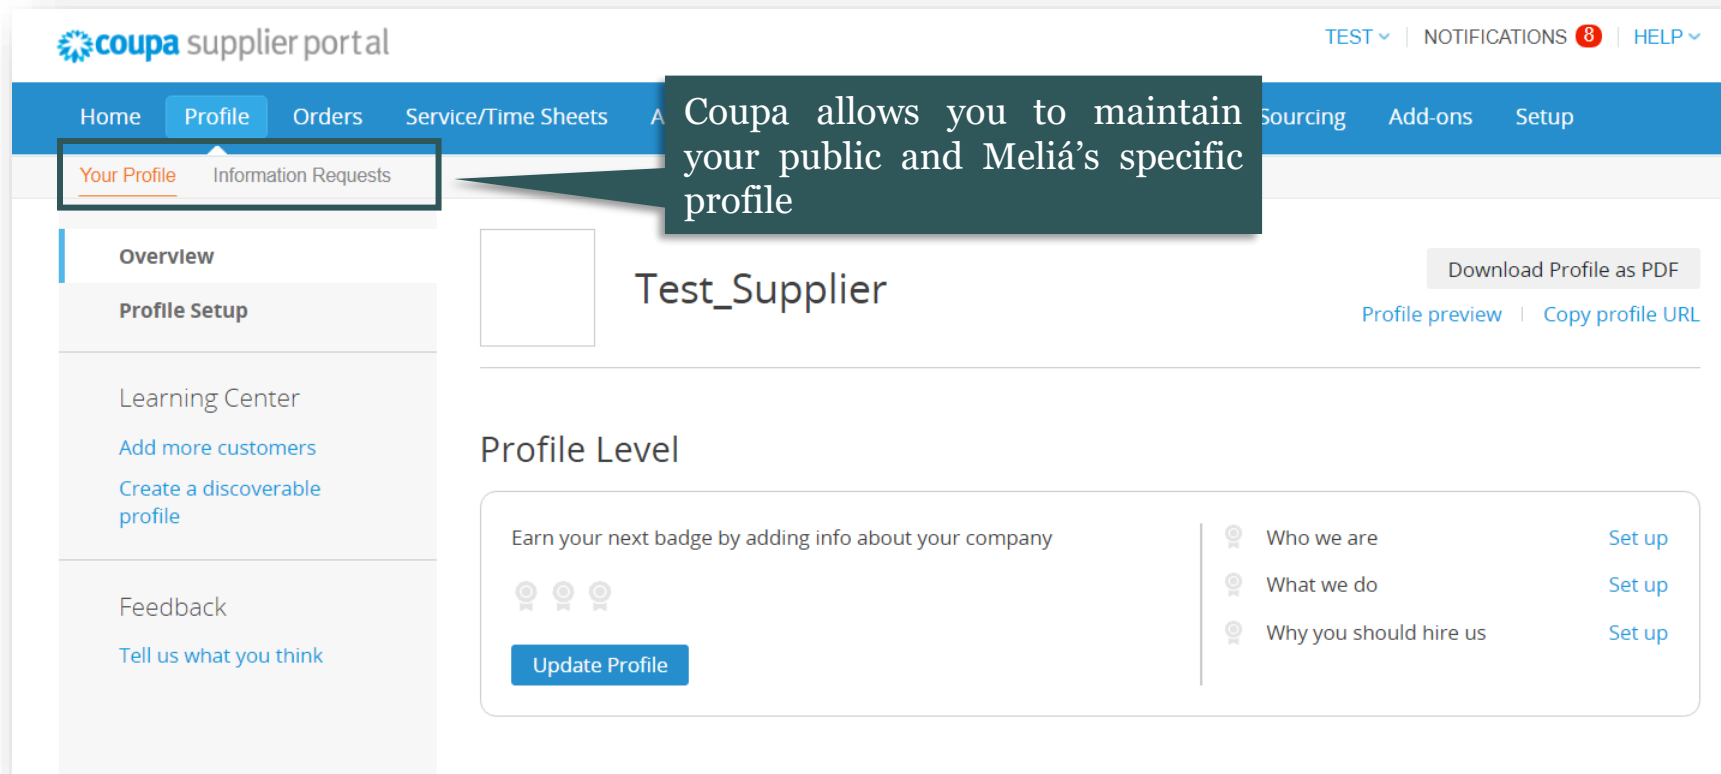 coupa supplier portal
TEST NOTIFICATIONS 8 HELP
Home Profile Orders Service/Time Sheets A Sourcing Add-ons Setup
Coupa allows you to maintain
your public and Meliá's specific
profile
Your Profile Information Requests
Overview
Profile Setup
Test_Supplier
Download Profile as PDF
Profile preview Copy profile URL
Learning Center
Add more customers
Create a discoverable
profile
Feedback
Tell us what you think
Profile Level
Earn your next badge by adding info about your company
Update Profile
Who we are Set up
What we do Set up
Why you should hire us Set up